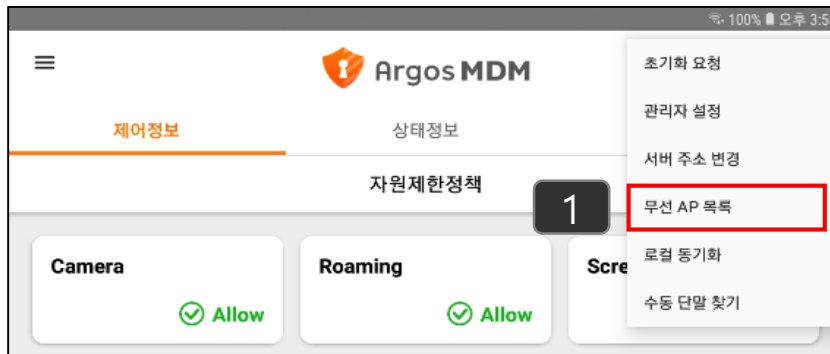 100% 오후 3:5
Argos MDM
초기화 요청
관리자 설정
서버 주소 변경
무선 AP 목록
로컬 동기화
수동 단말 찾기
제어정보
상태정보
자원제한정책
1
Camera
Allow
Roaming
Allow
Scre